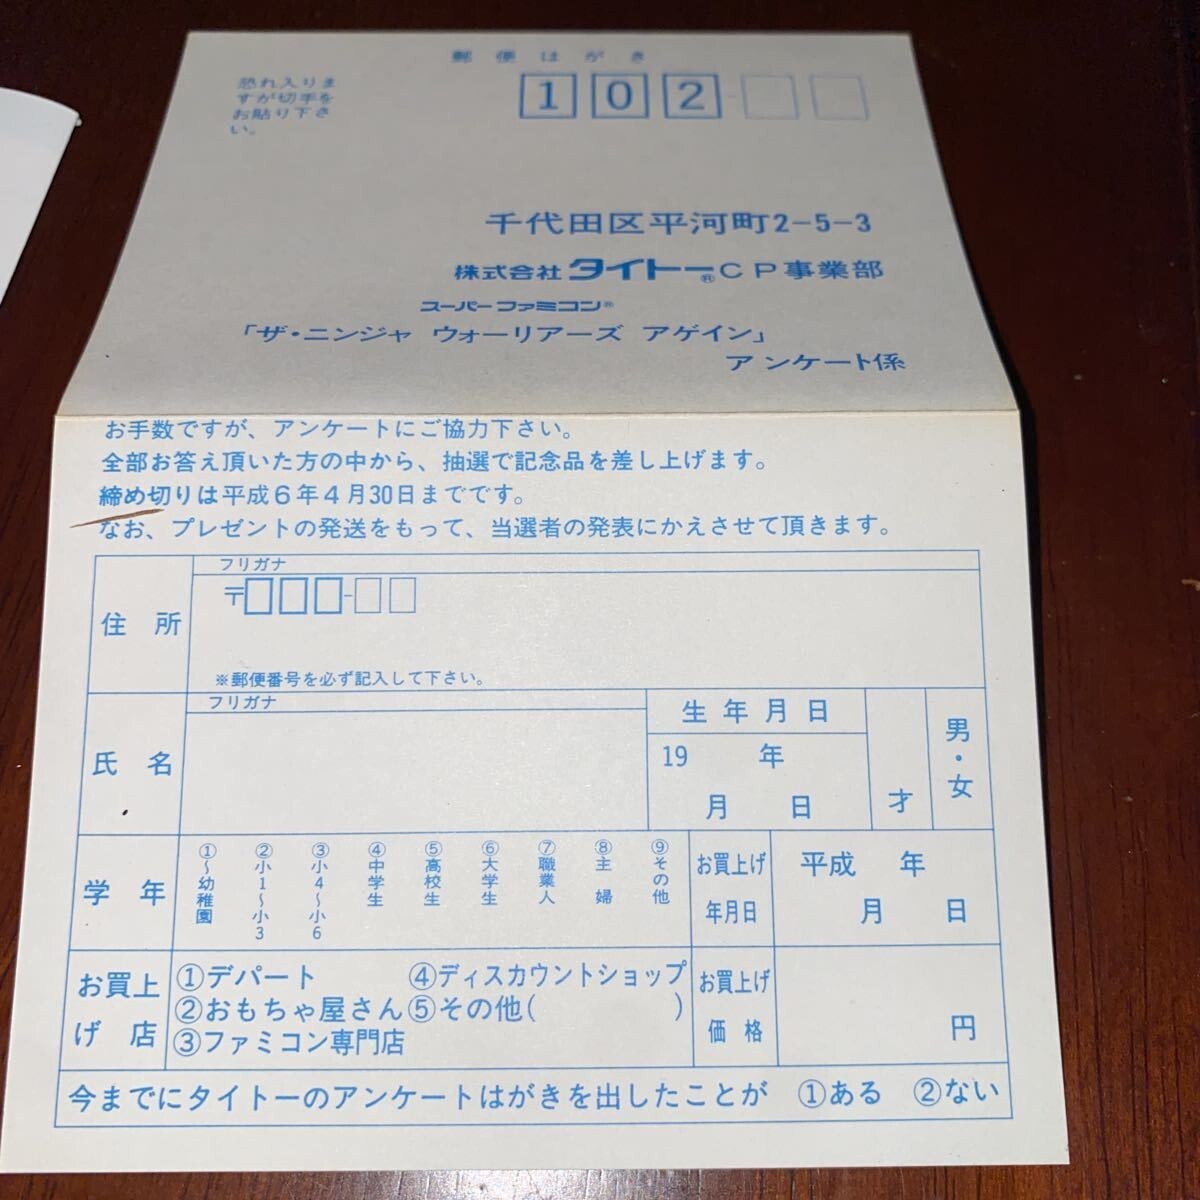 郵便はがき
恐れ入りま
すが切手を
お貼り下さ
い。
102-
千代田区平河町2-5-3
株式会社 タイトー® CP事業部
スーパーファミコン®
「ザ・ニンジャ ウォーリアーズ アゲイン」
アンケート係
お手数ですが、アンケートにご協力下さい。
全部お答え頂いた方の中から、抽選で記念品を差し上げます。
締め切りは平成6年4月30日までです。
なお、プレゼントの発送をもって、当選者の発表にかえさせて頂きます。
住所
フリガナ
〒□□□-□□
※郵便番号を必ず記入して下さい。
氏名
フリガナ
生年月日
19 年
月 日
才
男・女
学年
①〜幼稚園
②小1〜小3
③小4〜小6
④中学生
⑤高校生
⑥大学生
⑦職業人
⑧主婦
⑨その他
お買上げ
年月日
平成 年
月 日
お買上
げ店
①デパート ④ディスカウントショップ
②おもちゃ屋さん ⑤その他( )
③ファミコン専門店
お買上げ
価格
円
今までにタイトーのアンケートはがきを出したことが ①ある ②ない